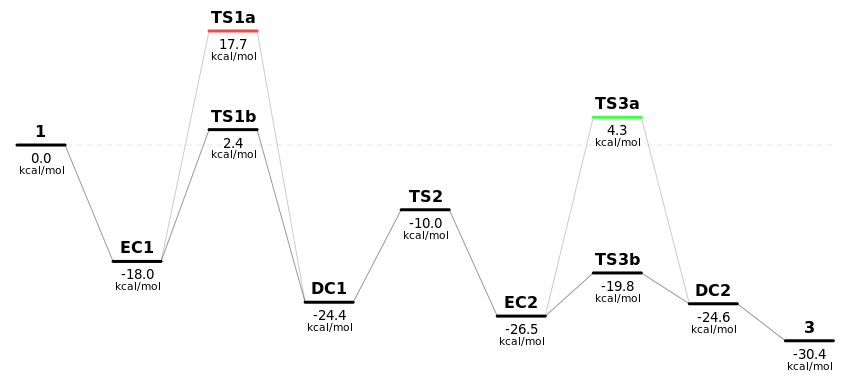 TS1a
17.7
kcal/mol
TS3a
4.3
kcal/mol
TS1b
2.4
kcal/mol
1
0.0
kcal/mol
TS2
-10.0
kcal/mol
EC1
-18.0
kcal/mol
TS3b
-19.8
kcal/mol
DC1
-24.4
kcal/mol
DC2
-24.6
kcal/mol
EC2
-26.5
kcal/mol
3
-30.4
kcal/mol